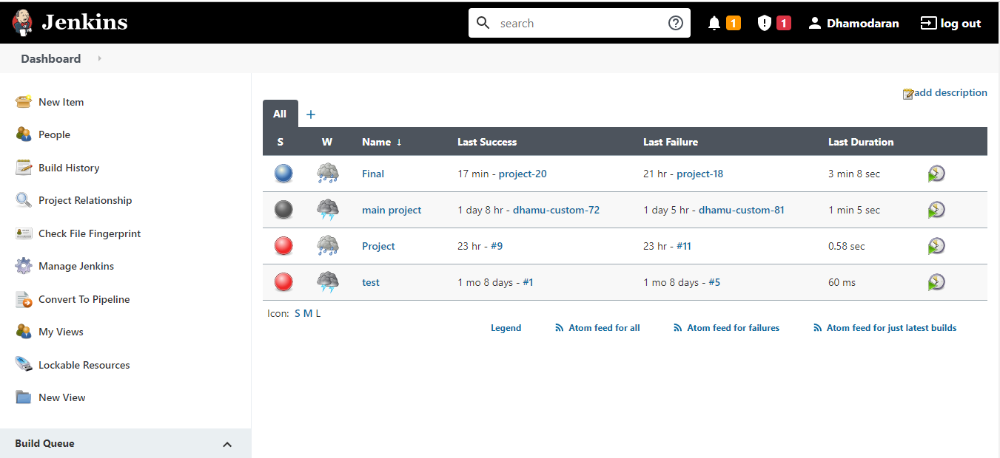 Jenkins search 1 1 Dhamodaran log out
Dashboard
New Item
People
Build History
Project Relationship
Check File Fingerprint
Manage Jenkins
Convert To Pipeline
My Views
Lockable Resources
New View
Build Queue
add description
All +
S W Name ↓ Last Success Last Failure Last Duration
Final 17 min - project-20 21 hr - project-18 3 min 8 sec
main project 1 day 8 hr - dhamu-custom-72 1 day 5 hr - dhamu-custom-81 1 min 5 sec
Project 23 hr - #9 23 hr - #11 0.58 sec
test 1 mo 8 days - #1 1 mo 8 days - #5 60 ms
Icon: S M L
Legend Atom feed for all Atom feed for failures Atom feed for just latest builds